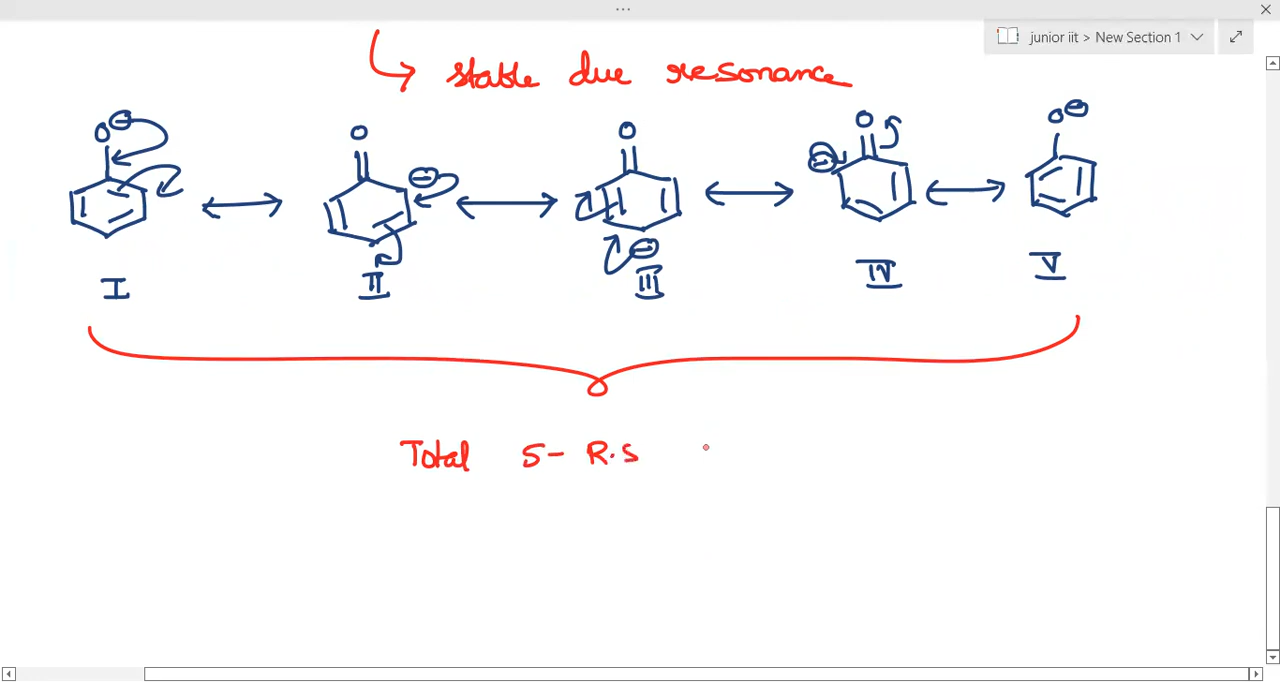 junior iit > New Section 1
stable due resonance
O⊖ O O O O⊖
⊖ ⊖ ⊖
I II III IV V
Total 5- R.S